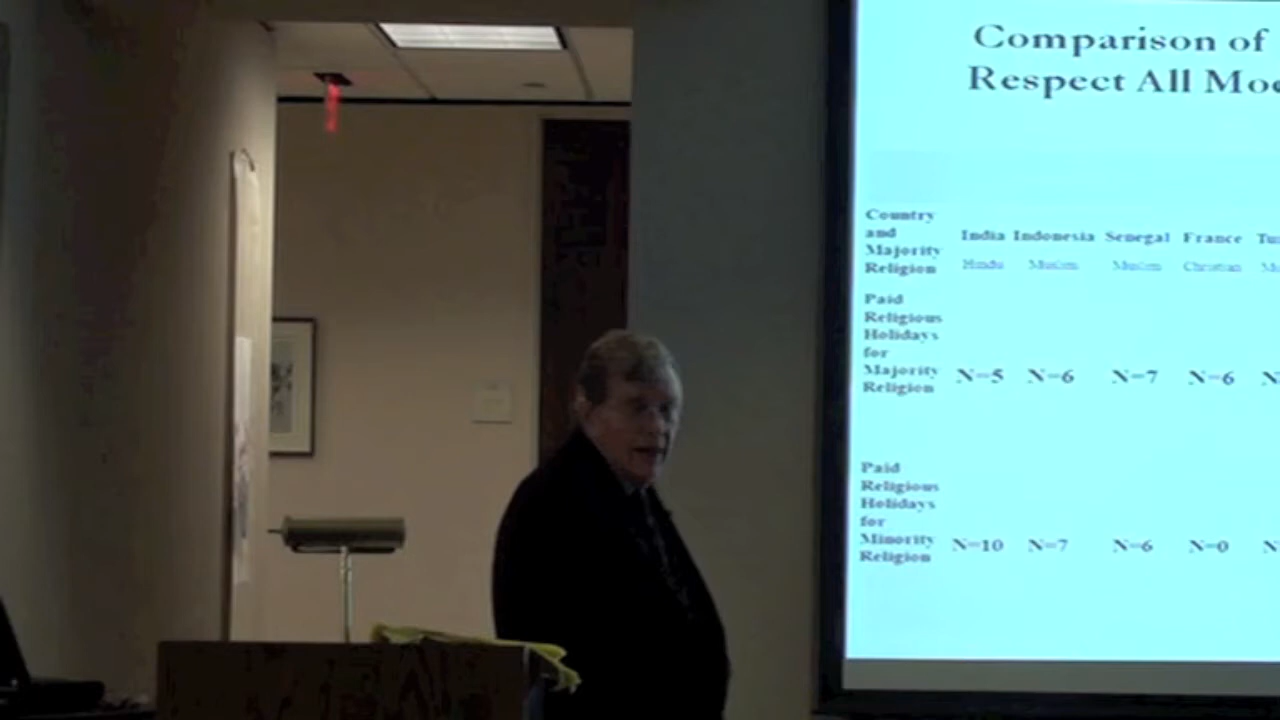 Comparison of
Respect All
Country
and
Majority
Religion
India Indonesia Senegal France
Hindu Muslim Muslim Christian
Paid
Religious
Holidays
for
Majority
Religion
N=5 N=6 N=7 N=6
Paid
Religious
Holidays
for
Minority
Religion
N=10 N=7 N=6 N=0